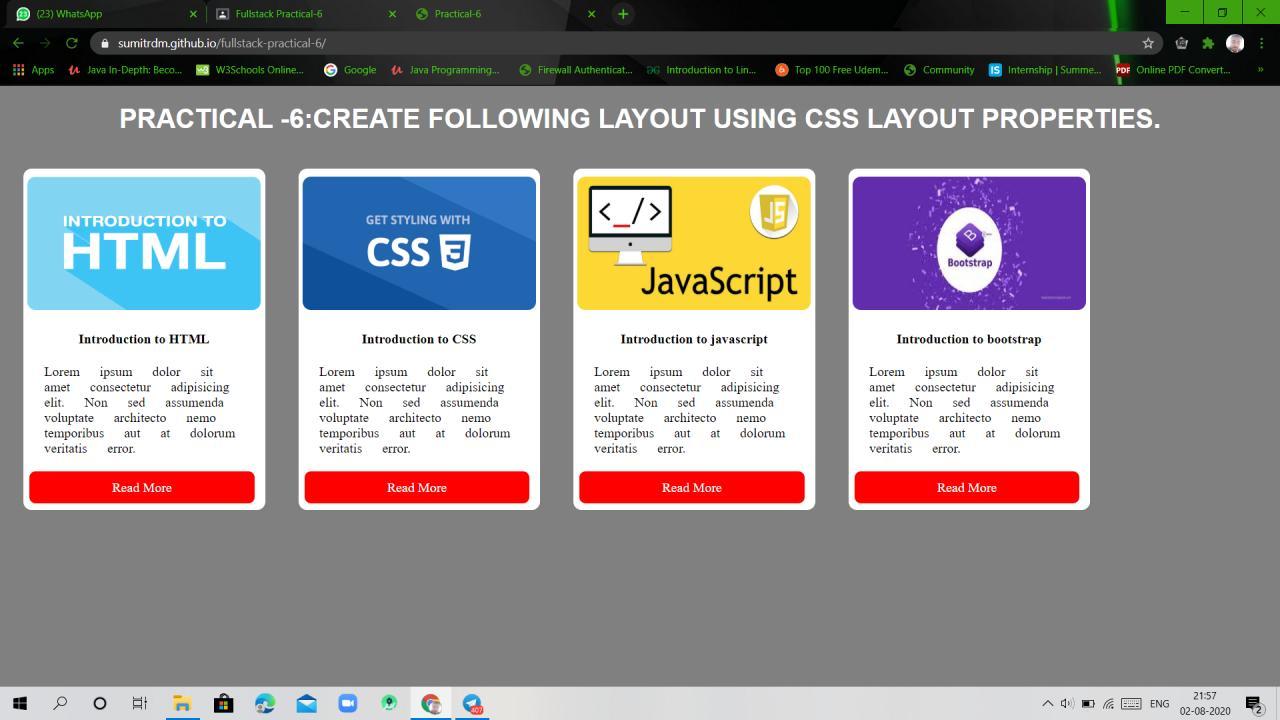 (23) WhatsApp
Fullstack Practical-6
Practical-6
sumitrdm.github.io/fullstack-practical-6/
Apps
Java In-Depth: Beco...
W3Schools Online...
Google
Java Programming...
Firewall Authenticat...
Introduction to Lin...
Top 100 Free Udem...
Community
IS
Internship | Summe...
PDF
Online PDF Convert...
»
PRACTICAL -6:CREATE FOLLOWING LAYOUT USING CSS LAYOUT PROPERTIES.
INTRODUCTION TO
HTML
Introduction to HTML
Lorem ipsum dolor sit
amet consectetur adipisicing
elit. Non sed assumenda
voluptate architecto nemo
temporibus aut at dolorum
veritatis error.
Read More
GET STYLING WITH
CSS 3
Introduction to CSS
Lorem ipsum dolor sit
amet consectetur adipisicing
elit. Non sed assumenda
voluptate architecto nemo
temporibus aut at dolorum
veritatis error.
Read More
<_/>
JS
JavaScript
Introduction to javascript
Lorem ipsum dolor sit
amet consectetur adipisicing
elit. Non sed assumenda
voluptate architecto nemo
temporibus aut at dolorum
veritatis error.
Read More
B
Bootstrap
Introduction to bootstrap
Lorem ipsum dolor sit
amet consectetur adipisicing
elit. Non sed assumenda
voluptate architecto nemo
temporibus aut at dolorum
veritatis error.
Read More
407
ENG
21:57
02-08-2020
2